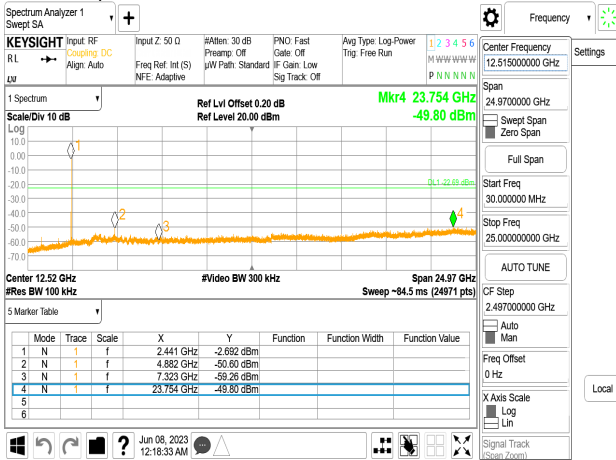 Spectrum Analyzer 1
Swept SA
Frequency
Settings
KEYSIGHT
RL
LXI
Input: RF
Coupling: DC
Align: Auto
Input Z: 50 Ω
Freq Ref: Int (S)
NFE: Adaptive
#Atten: 30 dB
Preamp: Off
µW Path: Standard
PNO: Fast
Gate: Off
IF Gain: Low
Sig Track: Off
Avg Type: Log-Power
Trig: Free Run
1 2 3 4 5 6
M W W W W W
P N N N N N
1 Spectrum
Scale/Div 10 dB
Ref Lvl Offset 0.20 dB
Ref Level 20.00 dBm
Mkr4 23.754 GHz
-49.80 dBm
Log
10.0
0.00
-10.0
-20.0
-30.0
-40.0
-50.0
-60.0
-70.0
1
2
3
4
DL1 -22.69 dBm
Center 12.52 GHz
#Res BW 100 kHz
#Video BW 300 kHz
Span 24.97 GHz
Sweep ~84.5 ms (24971 pts)
5 Marker Table
Mode Trace Scale X Y Function Function Width Function Value
1 N 1 f 2.441 GHz -2.692 dBm
2 N 1 f 4.882 GHz -50.60 dBm
3 N 1 f 7.323 GHz -59.26 dBm
4 N 1 f 23.754 GHz -49.80 dBm
5
6
Jun 08, 2023
12:18:33 AM
Center Frequency
12.515000000 GHz
Span
24.9700000 GHz
Swept Span
Zero Span
Full Span
Start Freq
30.000000 MHz
Stop Freq
25.000000000 GHz
AUTO TUNE
CF Step
2.497000000 GHz
Auto
Man
Freq Offset
0 Hz
X Axis Scale
Log
Lin
Signal Track
(Span Zoom)
Local